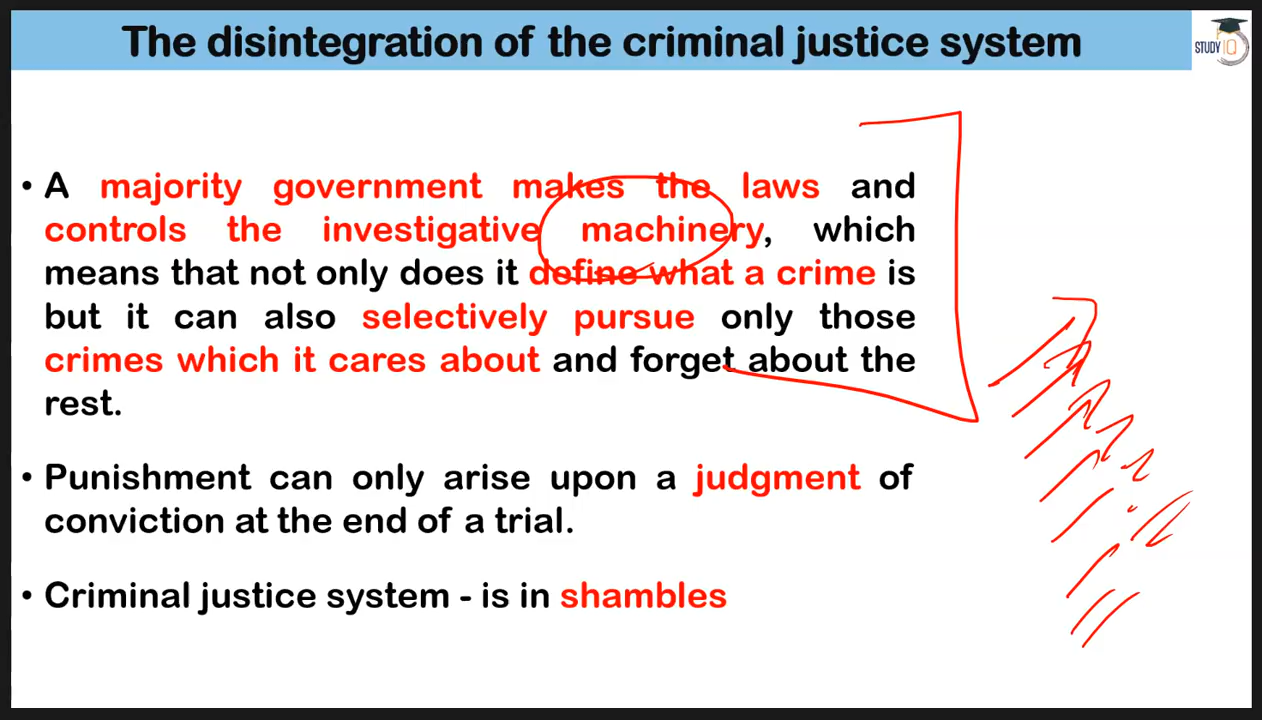 The disintegration of the criminal justice system
STUDY IQ
• A majority government makes the laws and
controls the investigative machinery, which
means that not only does it define what a crime is
but it can also selectively pursue only those
crimes which it cares about and forget about the
rest.
• Punishment can only arise upon a judgment of
conviction at the end of a trial.
• Criminal justice system - is in shambles